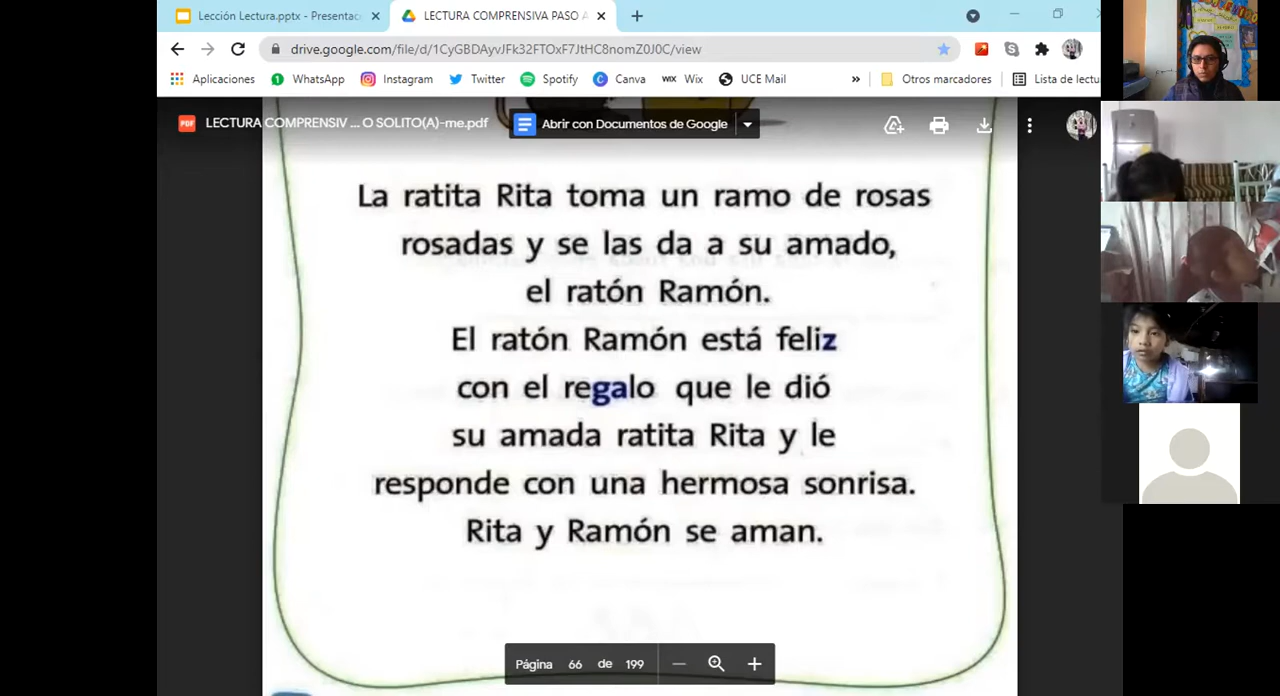 Lección Lectura.pptx - Presentac
LECTURA COMPRENSIVA PASO A
drive.google.com/file/d/1CyGBDAyvJFk32FTOxF7JtHC8nomZ0J0C/view
Aplicaciones WhatsApp Instagram Twitter Spotify Canva WiX Wix UCE Mail » Otros marcadores Lista de lectu
PDF LECTURA COMPRENSIV ... O SOLITO(A)-me.pdf Abrir con Documentos de Google
La ratita Rita toma un ramo de rosas
rosadas y se las da a su amado,
el ratón Ramón.
El ratón Ramón está feliz
con el regalo que le dió
su amada ratita Rita y le
responde con una hermosa sonrisa.
Rita y Ramón se aman.
Página 66 de 199